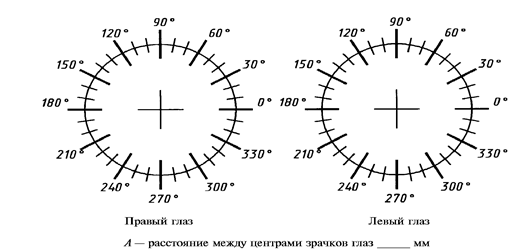 90° 90°
120° 60° 120° 60°
150° 30° 150° 30°
180° 0° 180° 0°
210° 330° 210° 330°
240° 300° 240° 300°
270° 270°
Правый глаз Левый глаз
А — расстояние между центрами зрачков глаз _____ мм